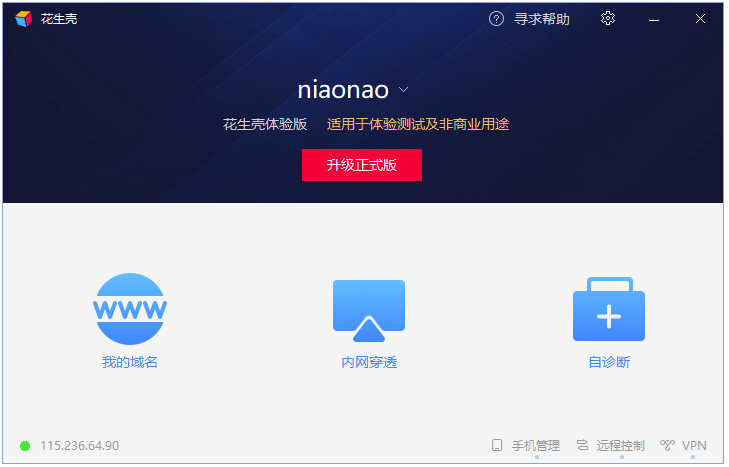 花生壳
寻求帮助
niaonao
花生壳体验版 适用于体验测试及非商业用途
升级正式版
WWW
我的域名
内网穿透
自诊断
115.236.64.90
手机管理
远程控制
VPN